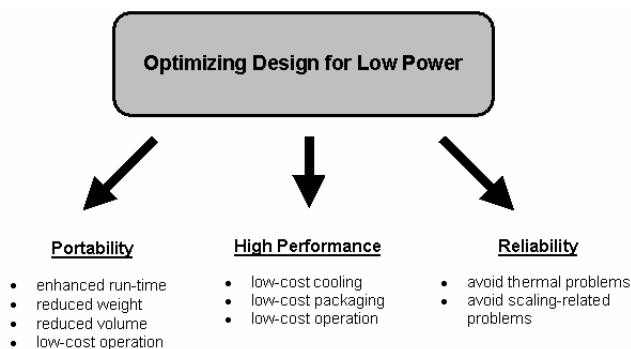 Optimizing Design for Low Power
Portability
• enhanced run-time
• reduced weight
• reduced volume
• low-cost operation
High Performance
• low-cost cooling
• low-cost packaging
• low-cost operation
Reliability
• avoid thermal problems
• avoid scaling-related
problems